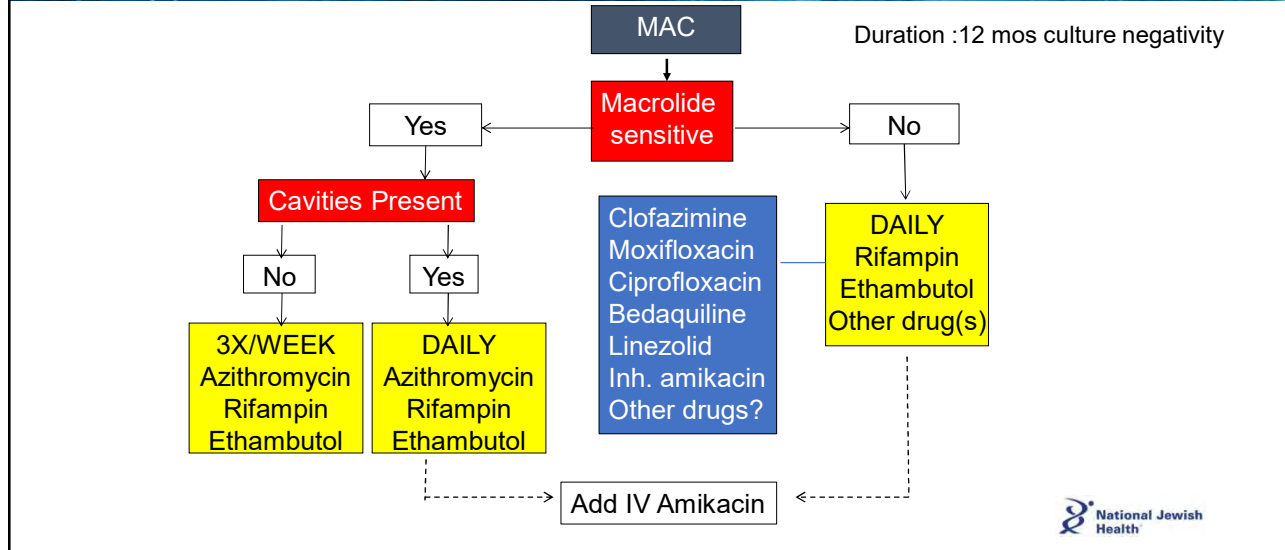 MAC
Duration :12 mos culture negativity
Macrolide
sensitive
Yes
No
Cavities Present
No
Yes
3X/WEEK
Azithromycin
Rifampin
Ethambutol
DAILY
Azithromycin
Rifampin
Ethambutol
Clofazimine
Moxifloxacin
Ciprofloxacin
Bedaquiline
Linezolid
Inh. amikacin
Other drugs?
DAILY
Rifampin
Ethambutol
Other drug(s)
Add IV Amikacin
National Jewish
Health